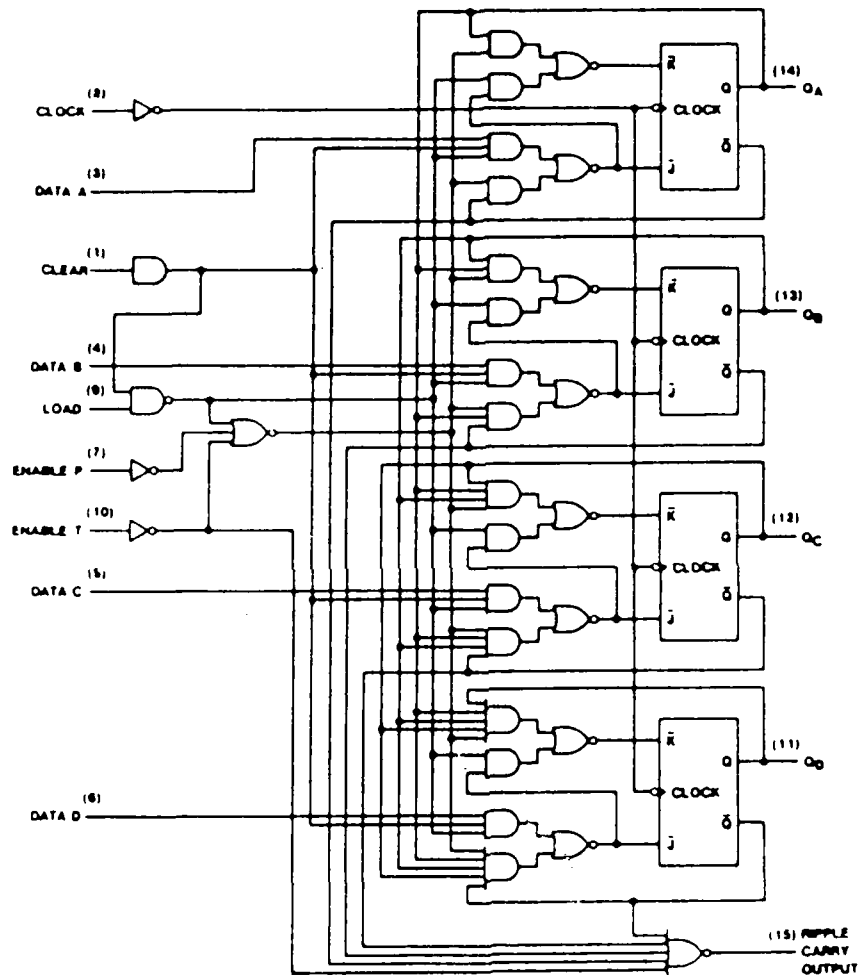 (2)
CLOCK
(3)
DATA A
(1)
CLEAR
(4)
DATA B
(9)
LOAD
(7)
ENABLE P
(10)
ENABLE T
(5)
DATA C
(6)
DATA D
K̄
Q
(14)
QA
CLOCK
J̄
Q̄
K̄
Q
(13)
QB
CLOCK
J̄
Q̄
K̄
Q
(12)
QC
CLOCK
J̄
Q̄
K̄
Q
(11)
QD
CLOCK
J̄
Q̄
(15) RIPPLE
CARRY
OUTPUT